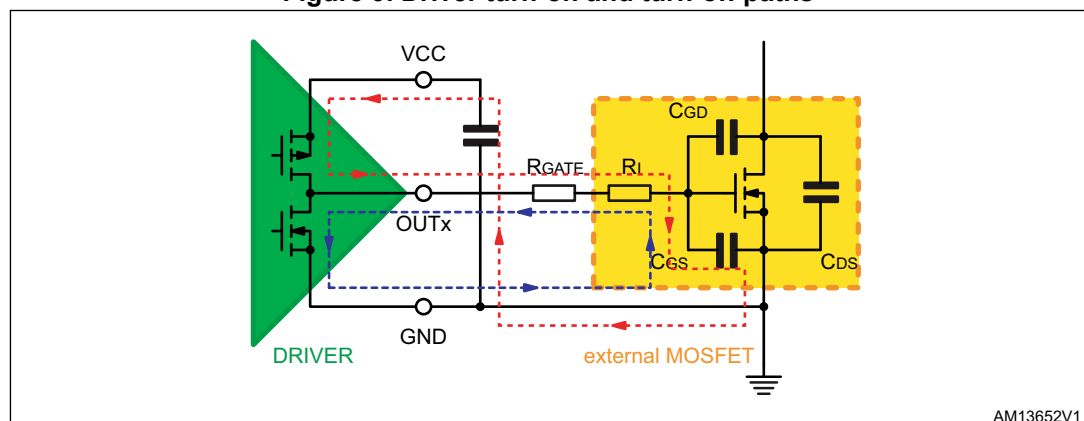 VCC
CGD
RGATE
RI
OUTx
CGS
CDS
GND
DRIVER
external MOSFET
AM13652V1